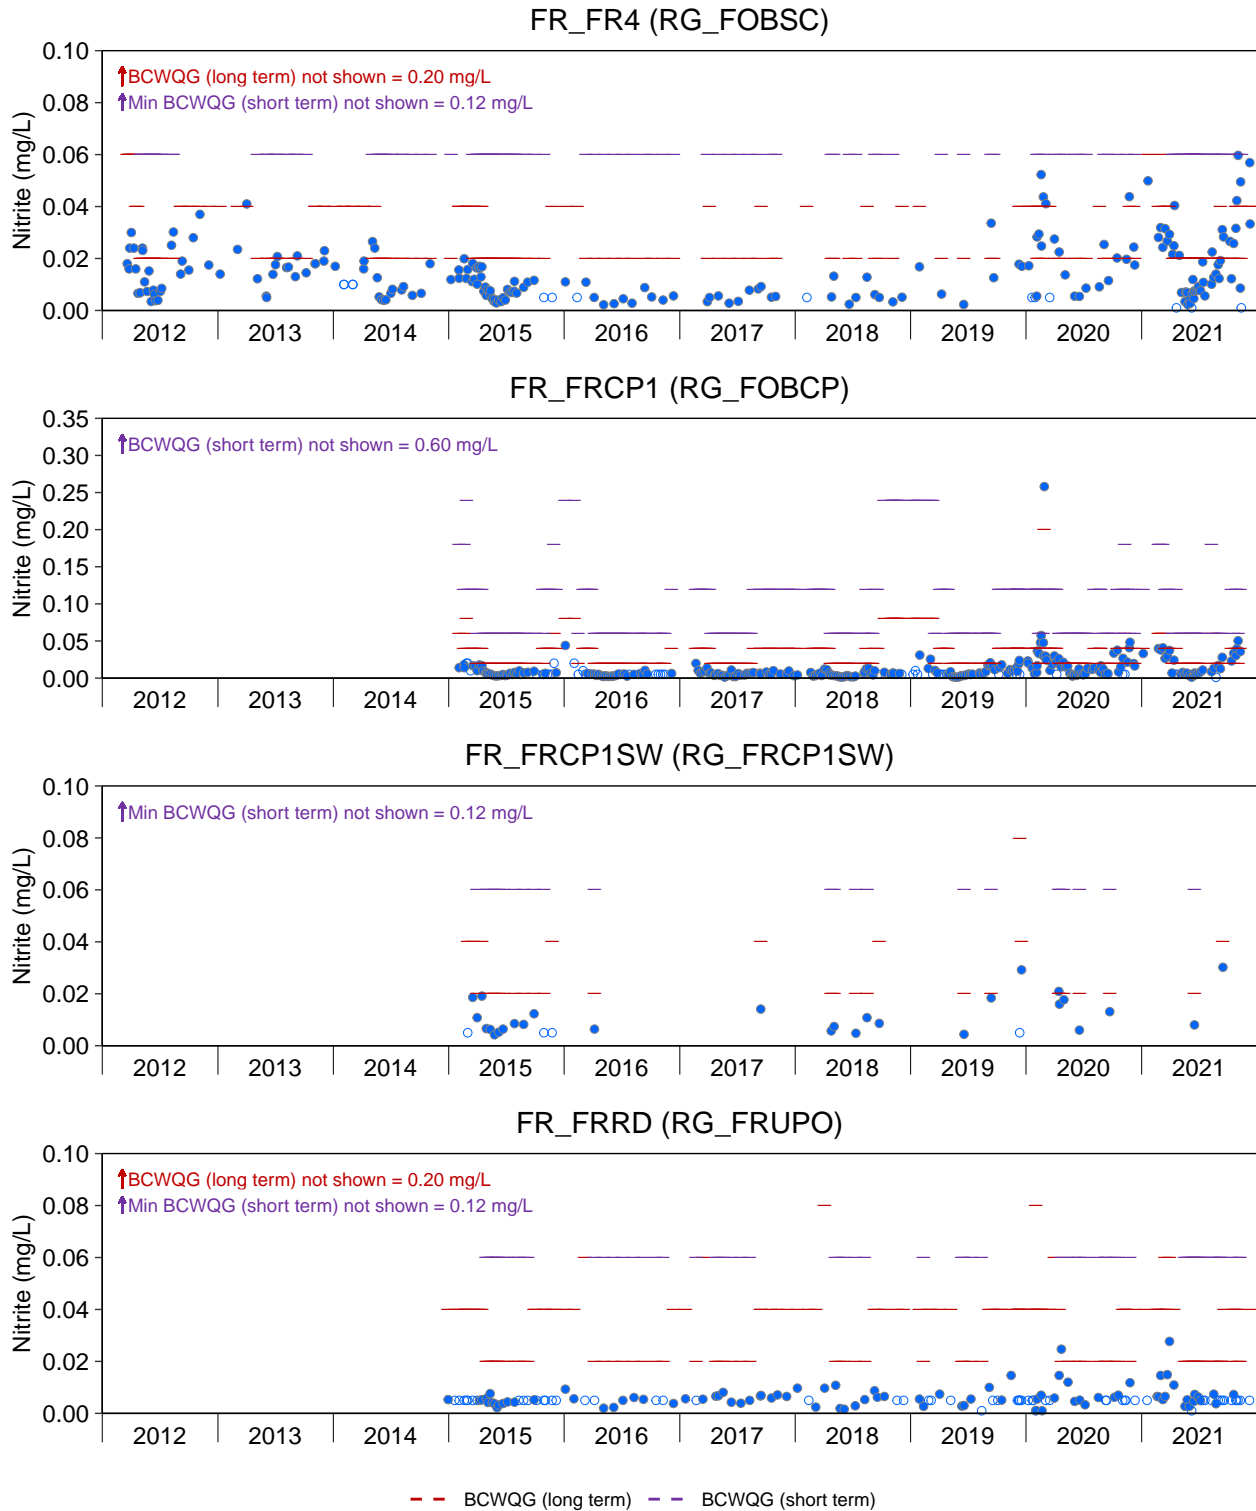 FR_FR4 (RG_FOBSC)
Nitrite (mg/L)
0.10
0.08
0.06
0.04
0.02
0.00
BCWQG (long term) not shown = 0.20 mg/L
Min BCWQG (short term) not shown = 0.12 mg/L
2012 2013 2014 2015 2016 2017 2018 2019 2020 2021
FR_FRCP1 (RG_FOBCP)
Nitrite (mg/L)
0.35
0.30
0.25
0.20
0.15
0.10
0.05
0.00
BCWQG (short term) not shown = 0.60 mg/L
2012 2013 2014 2015 2016 2017 2018 2019 2020 2021
FR_FRCP1SW (RG_FRCP1SW)
Nitrite (mg/L)
0.10
0.08
0.06
0.04
0.02
0.00
Min BCWQG (short term) not shown = 0.12 mg/L
2012 2013 2014 2015 2016 2017 2018 2019 2020 2021
FR_FRRD (RG_FRUPO)
Nitrite (mg/L)
0.10
0.08
0.06
0.04
0.02
0.00
BCWQG (long term) not shown = 0.20 mg/L
Min BCWQG (short term) not shown = 0.12 mg/L
2012 2013 2014 2015 2016 2017 2018 2019 2020 2021
BCWQG (long term) BCWQG (short term)